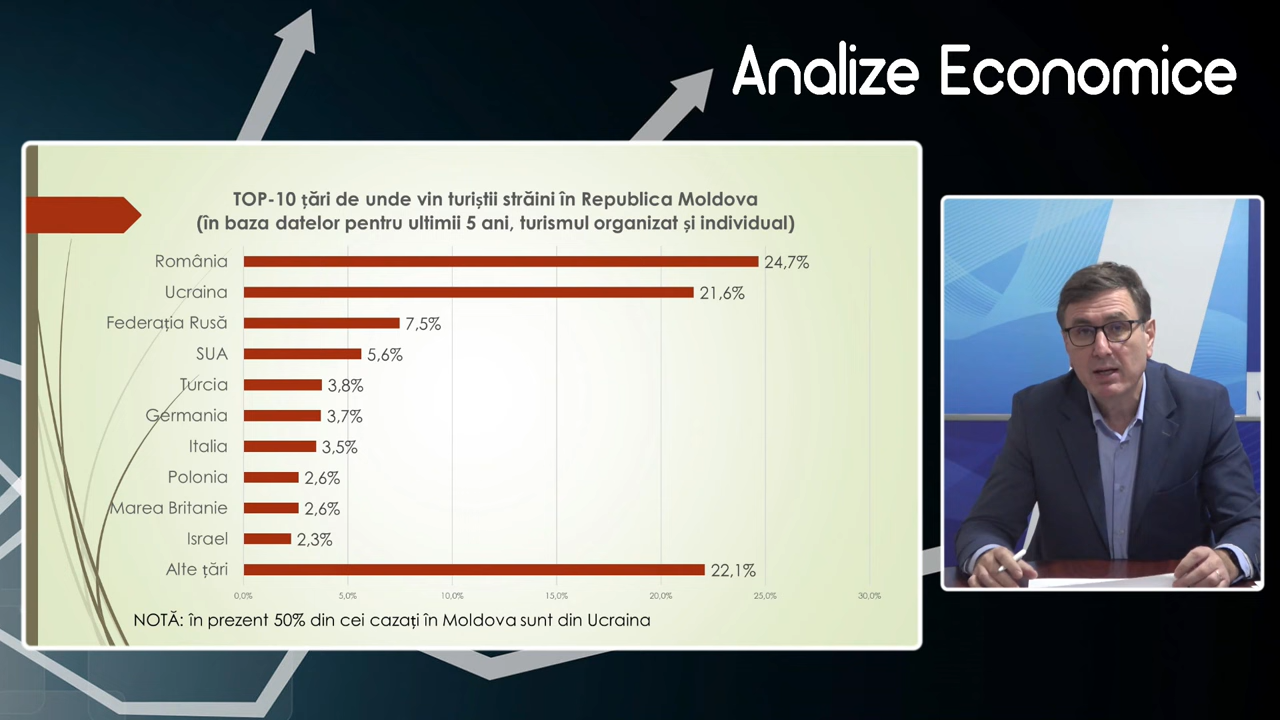 Analize Economice
TOP-10 țări de unde vin turiștii străini în Republica Moldova
(în baza datelor pentru ultimii 5 ani, turismul organizat și individual)
România 24,7%
Ucraina 21,6%
Federația Rusă 7,5%
SUA 5,6%
Turcia 3,8%
Germania 3,7%
Italia 3,5%
Polonia 2,6%
Marea Britanie 2,6%
Israel 2,3%
Alte țări 22,1%
0,0% 5,0% 10,0% 15,0% 20,0% 25,0% 30,0%
NOTĂ: în prezent 50% din cei cazați în Moldova sunt din Ucraina